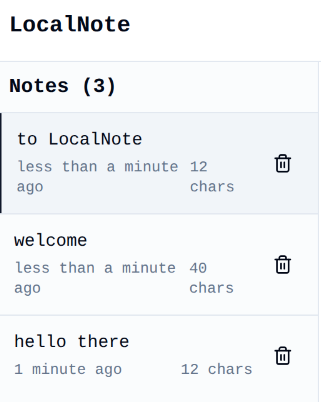 LocalNote
Notes (3)
to LocalNote
less than a minute 12
ago chars
welcome
less than a minute 40
ago chars
hello there
1 minute ago 12 chars